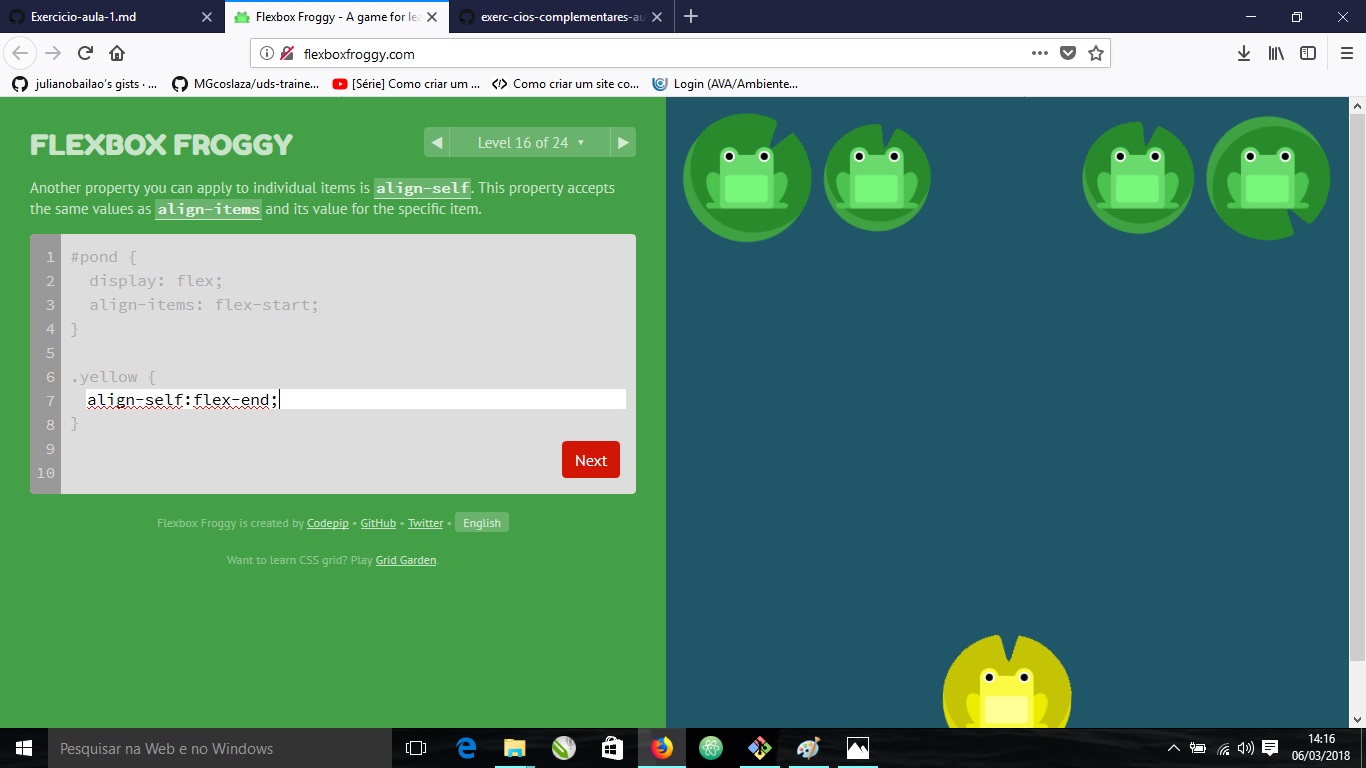 Exercicio-aula-1.md
Flexbox Froggy - A game for lea
exerc-cios-complementares-au
flexboxfroggy.com
julianobailao's gists · ...
MGcoslaza/uds-traine...
[Série] Como criar um ...
Como criar um site co...
Login (AVA/Ambiente...
FLEXBOX FROGGY
Level 16 of 24
Another property you can apply to individual items is align-self. This property accepts
the same values as align-items and its value for the specific item.
1 #pond {
2 display: flex;
3 align-items: flex-start;
4 }
5
6 .yellow {
7 align-self:flex-end;
8 }
9
10
Next
Flexbox Froggy is created by Codepip • GitHub • Twitter • English
Want to learn CSS grid? Play Grid Garden.
Pesquisar na Web e no Windows
14:16
06/03/2018